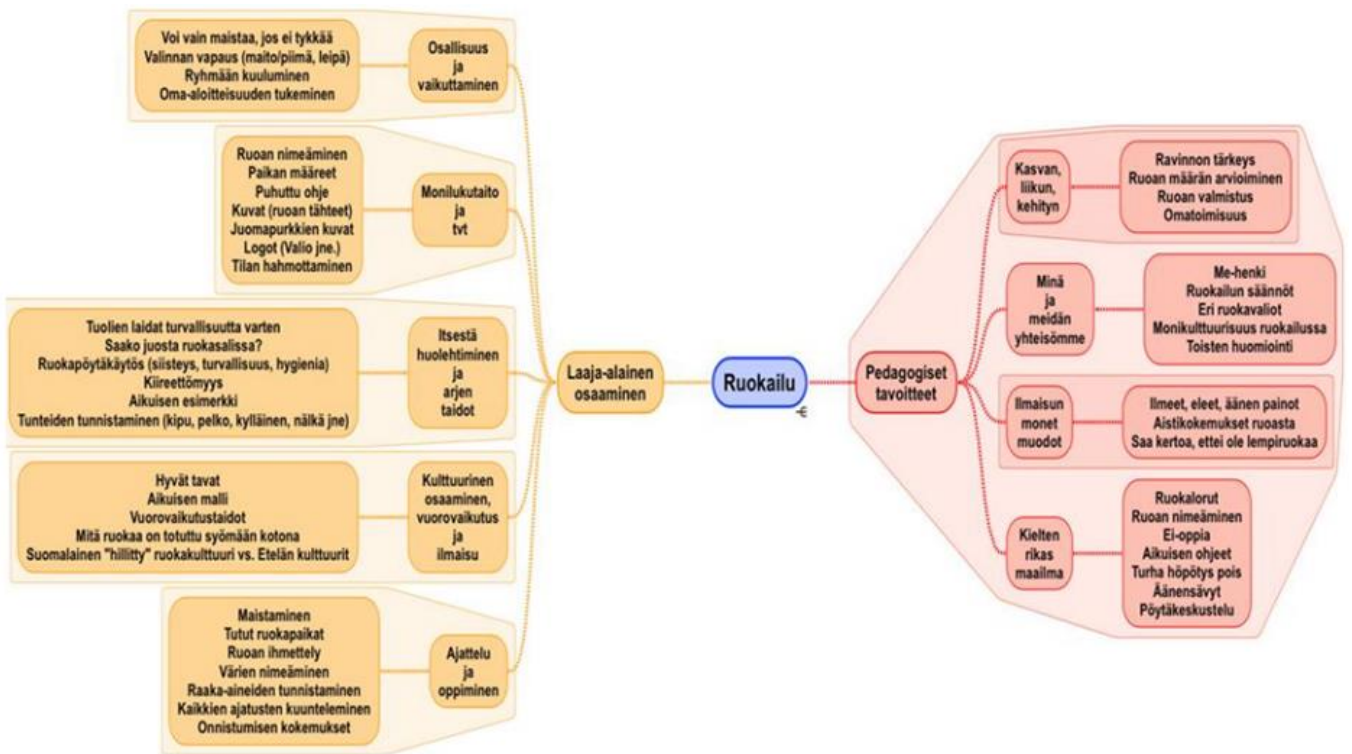 Voi vain maistaa, jos ei tykkää
Valinnan vapaus (maito/piimä, leipä)
Ryhmään kuuluminen
Oma-aloitteisuuden tukeminen
Osallisuus
ja
vaikuttaminen
Ruoan nimeäminen
Paikan määreet
Puhuttu ohje
Kuvat (ruoan tähteet)
Juomapurkkien kuvat
Logot (Valio jne.)
Tilan hahmottaminen
Monilukutaito
ja
tvt
Tuolien laidat turvallisuutta varten
Saako juosta ruokasalissa?
Ruokapöytäkäytös (siisteys, turvallisuus, hygienia)
Kiireettömyys
Aikuisen esimerkki
Tunteiden tunnistaminen (kipu, pelko, kylläinen, nälkä jne)
Itsestä
huolehtiminen
ja
arjen
taidot
Hyvät tavat
Aikuisen malli
Vuorovaikutustaidot
Mitä ruokaa on totuttu syömään kotona
Suomalainen "hillitty" ruokakulttuuri vs. Etelän kulttuurit
Kulttuurinen
osaaminen,
vuorovaikutus
ja
ilmaisu
Maistaminen
Tutut ruokapaikat
Ruoan ihmettely
Värien nimeäminen
Raaka-aineiden tunnistaminen
Kaikkien ajatusten kuunteleminen
Onnistumisen kokemukset
Ajattelu
ja
oppiminen
Laaja-alainen
osaaminen
Ruokailu
Pedagogiset
tavoitteet
Kasvan,
liikun,
kehityn
Ravinnon tärkeys
Ruoan määrän arvioiminen
Ruoan valmistus
Omatoimisuus
Minä
ja
meidän
yhteisömme
Me-henki
Ruokailun säännöt
Eri ruokavaliot
Monikulttuurisuus ruokailussa
Toisten huomiointi
Ilmaisun
monet
muodot
Ilmeet, eleet, äänen painot
Aistikokemukset ruoasta
Saa kertoa, ettei ole lempiruokaa
Kielten
rikas
maailma
Ruokalorut
Ruoan nimeäminen
Ei-oppia
Aikuisen ohjeet
Turha höpötys pois
Äänensävyt
Pöytäkeskustelu